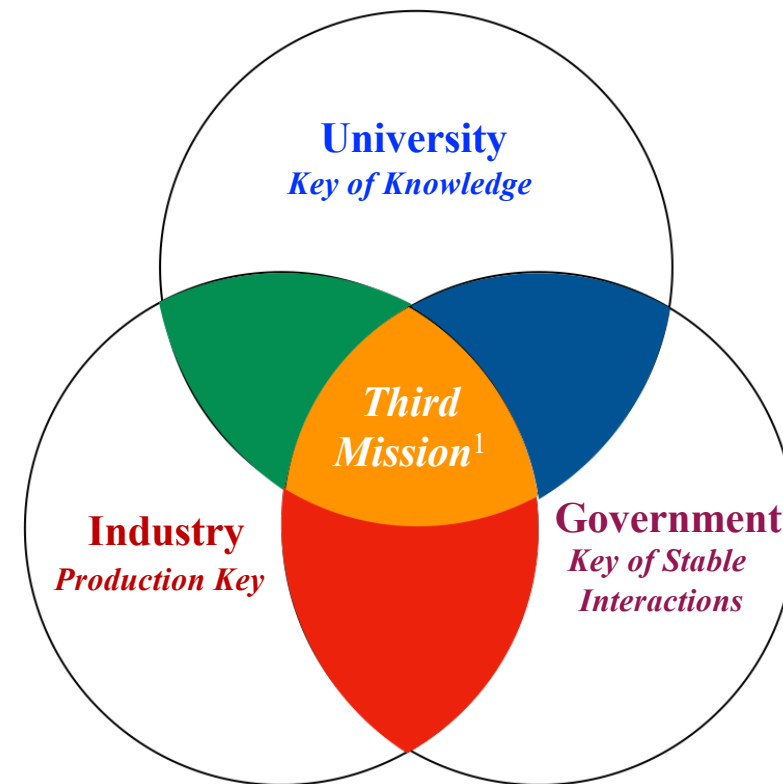 University
Key of Knowledge
Third
Mission¹
Industry
Production Key
Government
Key of Stable
Interactions